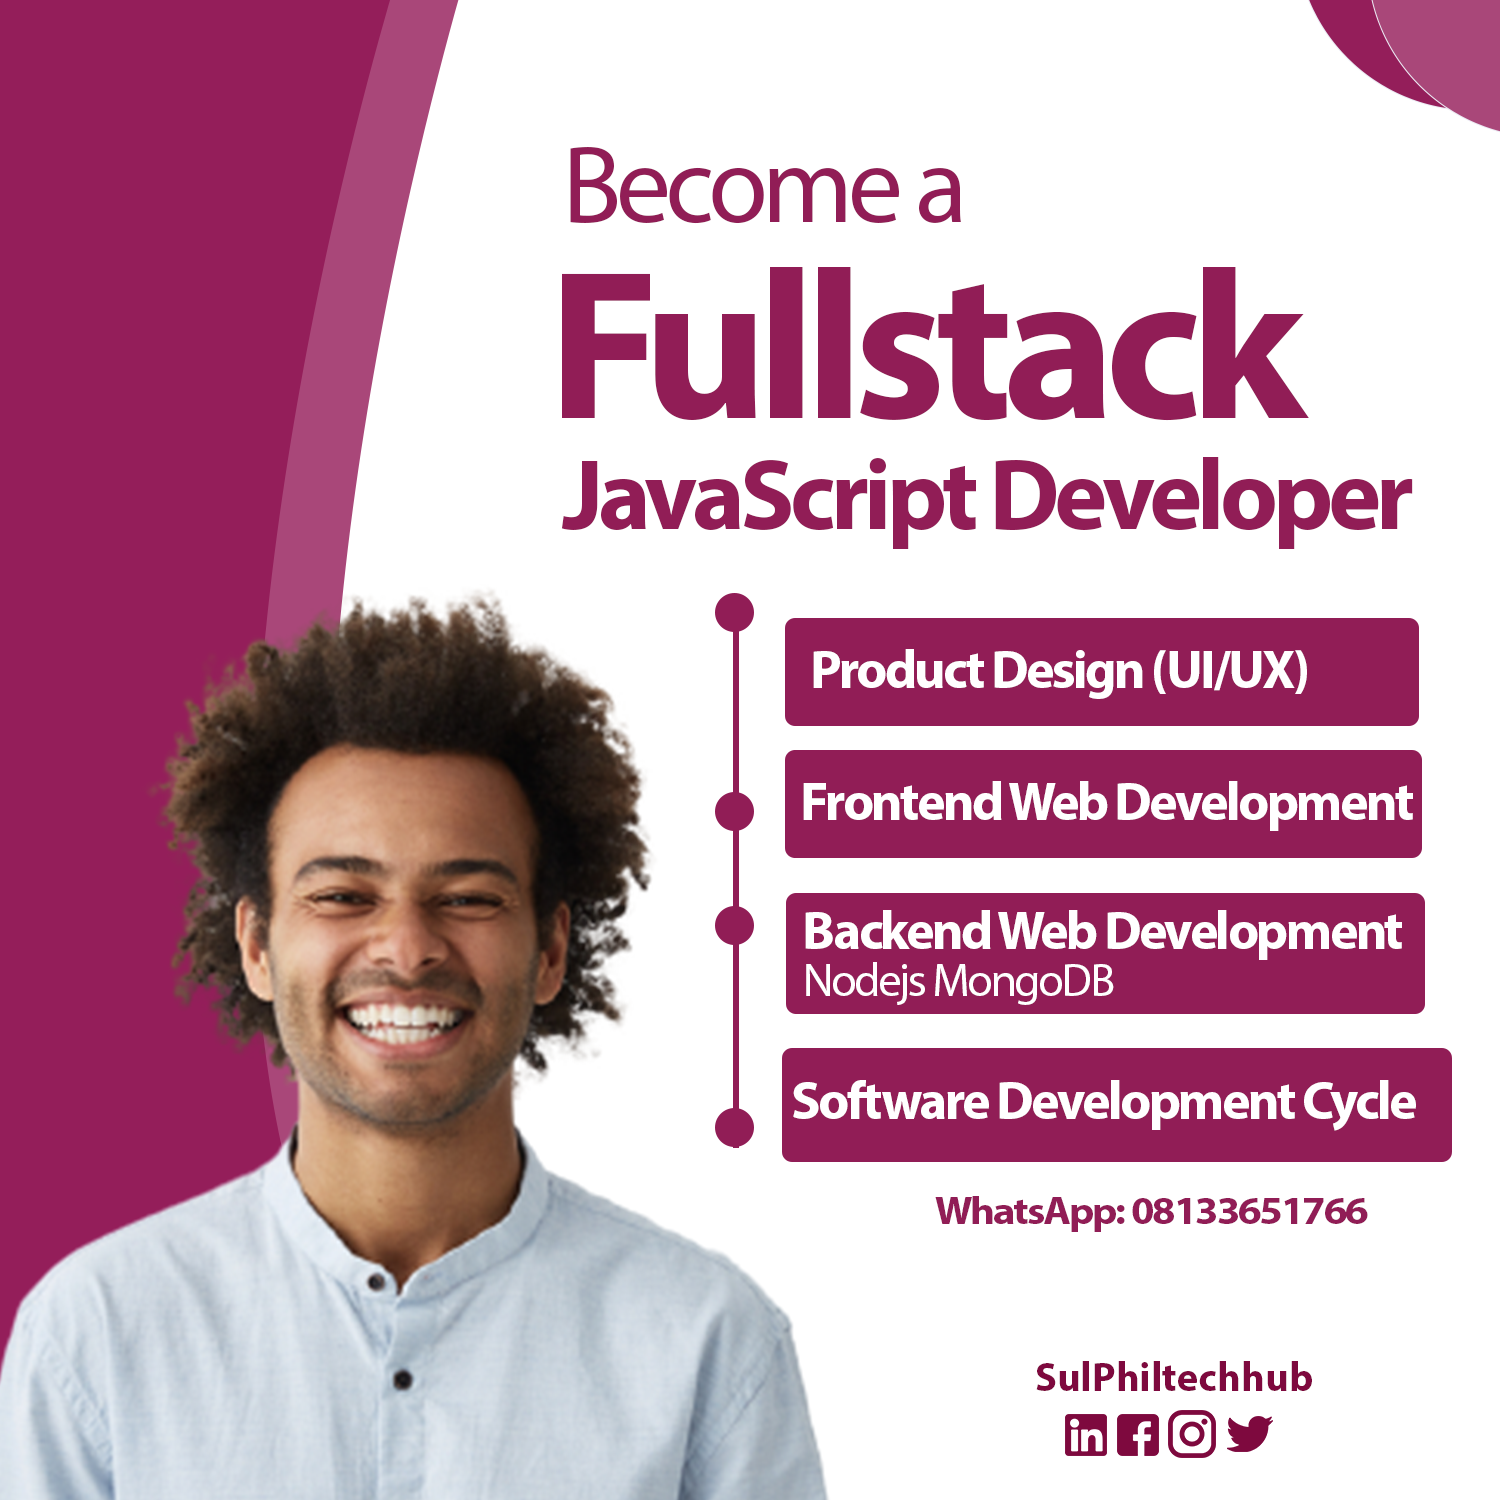 Become a
Fullstack
JavaScript Developer
Product Design (UI/UX)
Frontend Web Development
Backend Web Development
Nodejs MongoDB
Software Development Cycle
WhatsApp: 08133651766
SulPhiltechhub